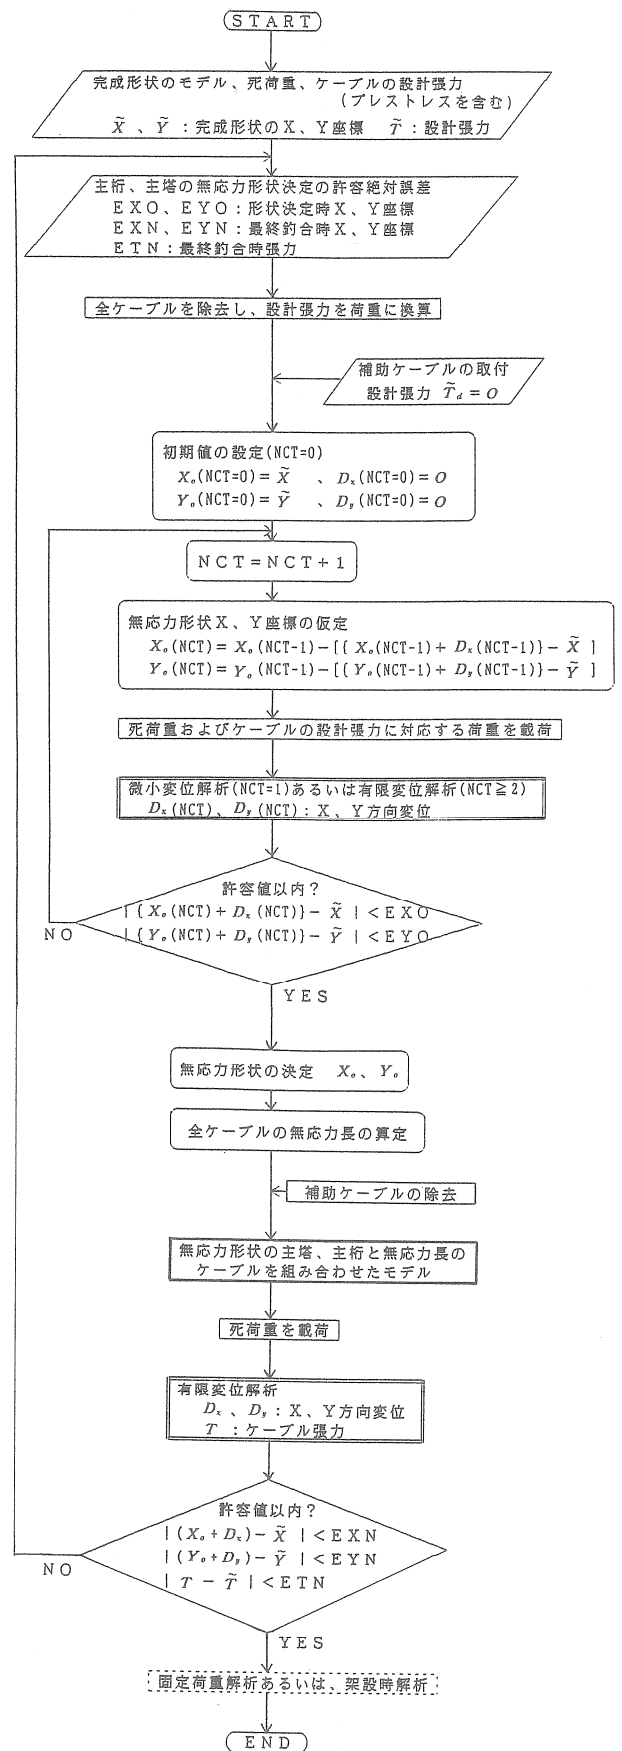 START
完成形状のモデル、死荷重、ケーブルの設計張力
(プレストレスを含む)
X̃、Ỹ:完成形状のX、Y座標 T̃:設計張力
主桁、主塔の無応力形状決定の許容絶対誤差
EXO、EYO:形状決定時X、Y座標
EXN、EYN:最終釣合時X、Y座標
ETN:最終釣合時張力
全ケーブルを除去し、設計張力を荷重に換算
補助ケーブルの取付
設計張力 T̃d=O
初期値の設定(NCT=0)
Xo(NCT=0)=X̃ 、Dx(NCT=0)=O
Yo(NCT=0)=Ỹ 、Dy(NCT=0)=O
NCT=NCT+1
無応力形状X、Y座標の仮定
Xo(NCT)=Xo(NCT-1)-[{Xo(NCT-1)+Dx(NCT-1)}-X̃]
Yo(NCT)=Yo(NCT-1)-[{Yo(NCT-1)+Dy(NCT-1)}-Ỹ]
死荷重およびケーブルの設計張力に対応する荷重を載荷
微小変位解析(NCT=1)あるいは有限変位解析(NCT≧2)
Dx(NCT)、Dy(NCT):X、Y方向変位
許容値以内?
|{Xo(NCT)+Dx(NCT)}-X̃|<EXO
|{Yo(NCT)+Dy(NCT)}-Ỹ|<EYO
NO
YES
無応力形状の決定 Xo、Yo
全ケーブルの無応力長の算定
補助ケーブルの除去
無応力形状の主塔、主桁と無応力長の
ケーブルを組み合わせたモデル
死荷重を載荷
有限変位解析
Dx、Dy:X、Y方向変位
T:ケーブル張力
許容値以内?
|(Xo+Dx)-X̃|<EXN
|(Yo+Dy)-Ỹ|<EYN
|T-T̃|<ETN
NO
YES
固定荷重解析あるいは、架設時解析
END